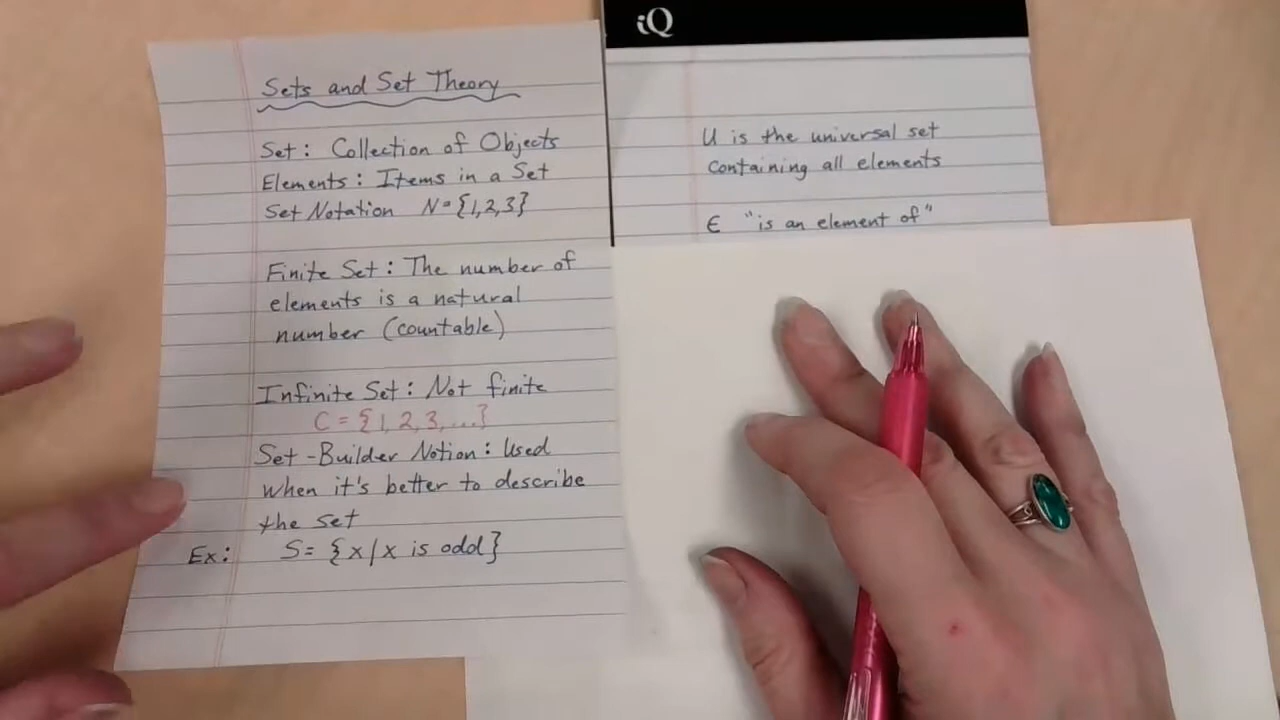 Sets and Set Theory
Set: Collection of Objects
Elements: Items in a Set
Set Notation N={1,2,3}
Finite Set: The number of
elements is a natural
number (countable)
Infinite Set: Not finite
C = {1, 2, 3, ...}
Set-Builder Notion: Used
when it's better to describe
the set
Ex: S= {x/x is odd}
iQ
U is the universal set
containing all elements
∈ "is an element of"